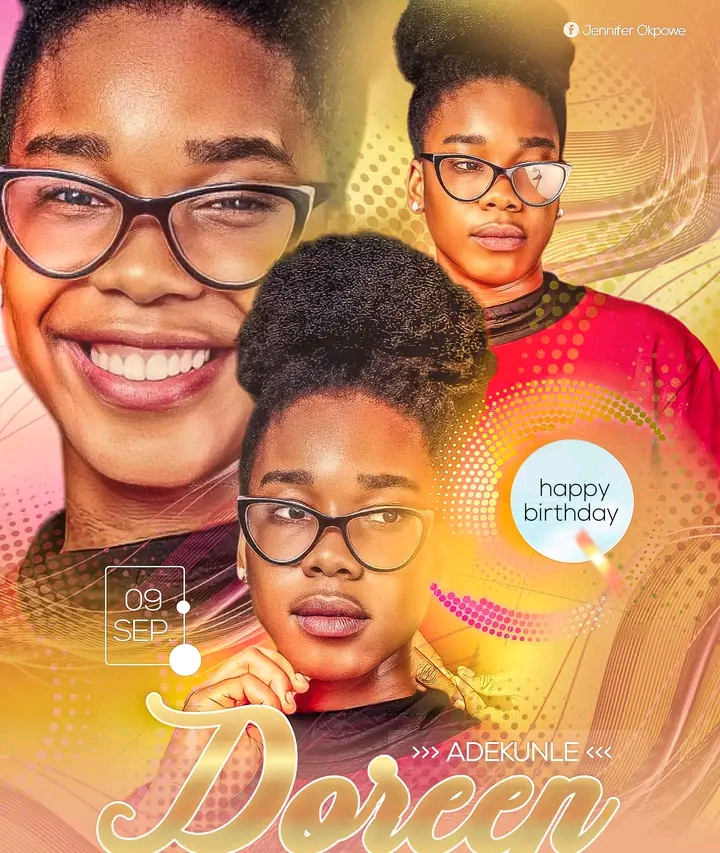 f Jennifer Okpowe
happy
birthday
09
SEP.
>>> ADEKUNLE <<<
Doreen